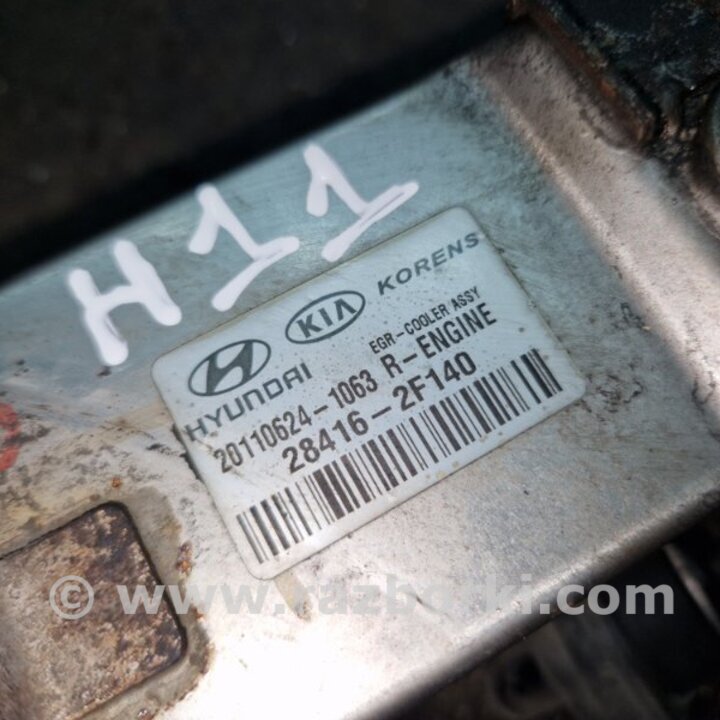 H11
HYUNDAI
KIA
KORENS
EGR-COOLER ASSY
20110624-1063 R-ENGINE
28416-2F140
© www.razborki.com